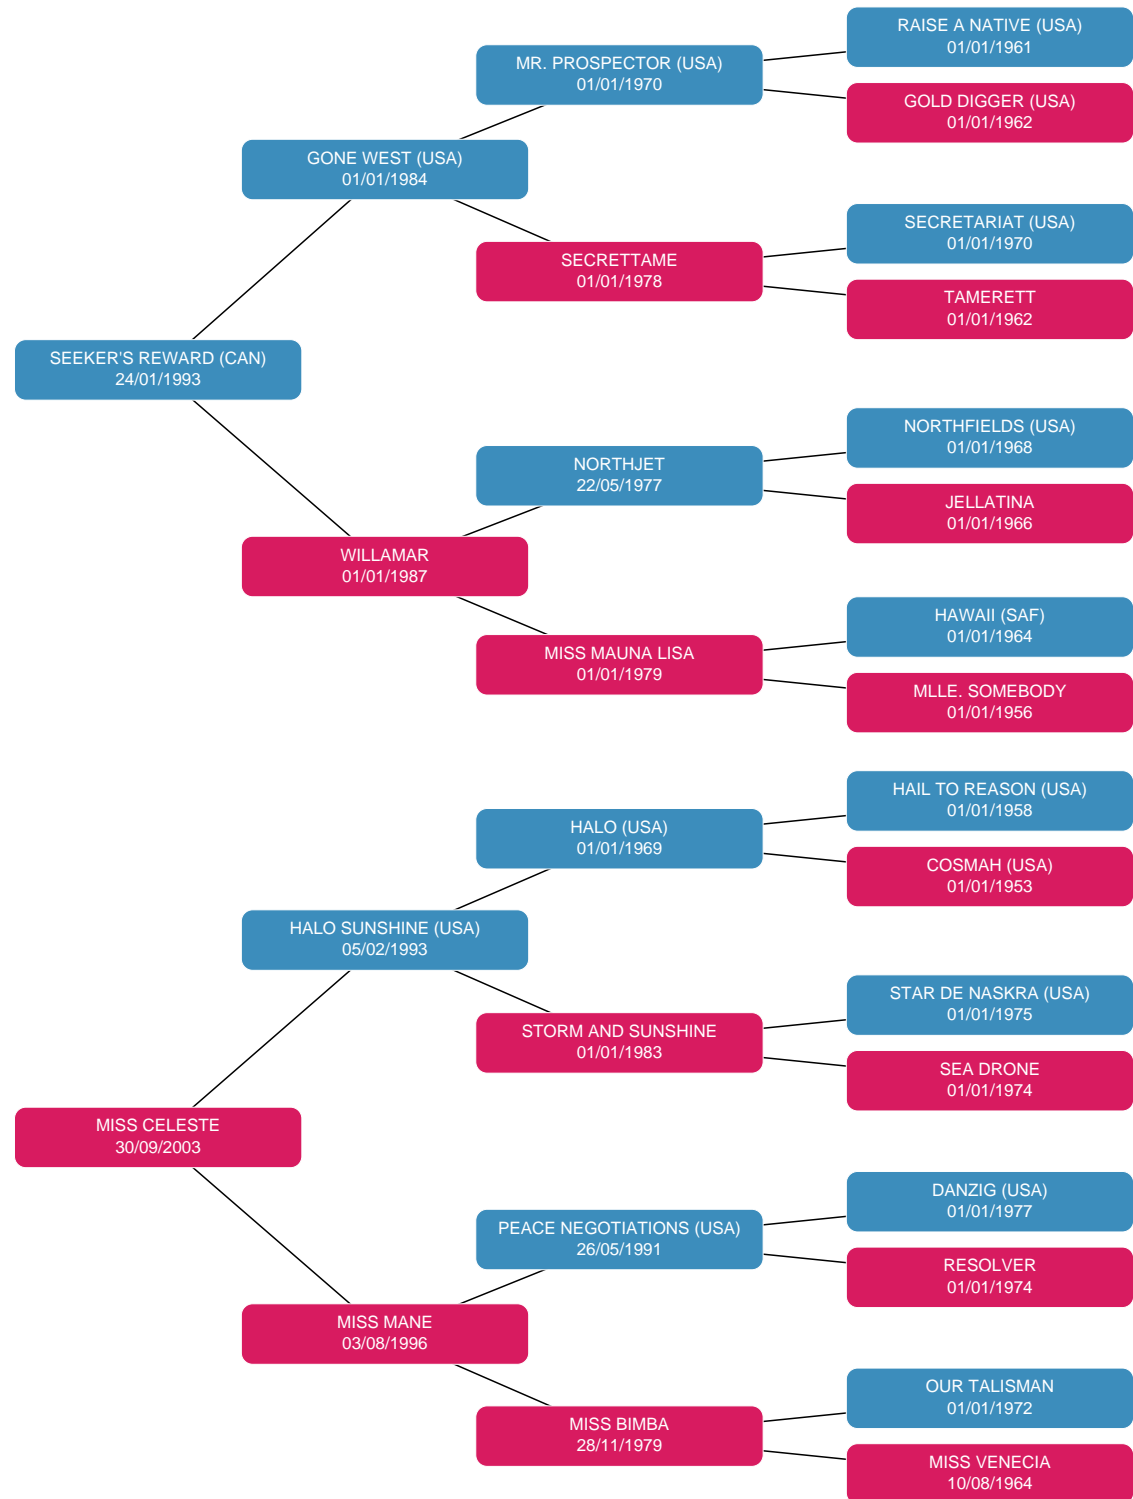 RAISE A NATIVE (USA)
01/01/1961
MR. PROSPECTOR (USA)
01/01/1970
GOLD DIGGER (USA)
01/01/1962
GONE WEST (USA)
01/01/1984
SECRETARIAT (USA)
01/01/1970
SECRETTAME
01/01/1978
TAMERETT
01/01/1962
SEEKER'S REWARD (CAN)
24/01/1993
NORTHFIELDS (USA)
01/01/1968
NORTHJET
22/05/1977
JELLATINA
01/01/1966
WILLAMAR
01/01/1987
HAWAII (SAF)
01/01/1964
MISS MAUNA LISA
01/01/1979
MLLE. SOMEBODY
01/01/1956
HAIL TO REASON (USA)
01/01/1958
HALO (USA)
01/01/1969
COSMAH (USA)
01/01/1953
HALO SUNSHINE (USA)
05/02/1993
STAR DE NASKRA (USA)
01/01/1975
STORM AND SUNSHINE
01/01/1983
SEA DRONE
01/01/1974
MISS CELESTE
30/09/2003
DANZIG (USA)
01/01/1977
PEACE NEGOTIATIONS (USA)
26/05/1991
RESOLVER
01/01/1974
MISS MANE
03/08/1996
OUR TALISMAN
01/01/1972
MISS BIMBA
28/11/1979
MISS VENECIA
10/08/1964